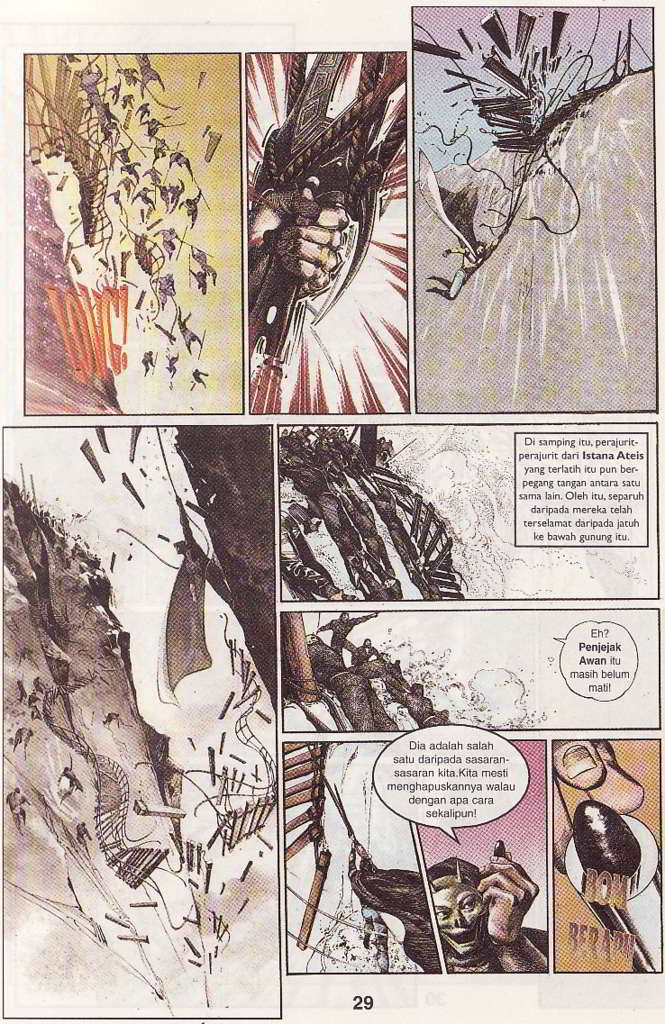 Di samping itu, perajurit-
perajurit dari Istana Ateis
yang terlatih itu pun ber-
pegang tangan antara satu
sama lain. Oleh itu, separuh
daripada mereka telah
terselamat daripada jatuh
ke bawah gunung itu.
Eh?
Penjejak
Awan itu
masih belum
mati!
Dia adalah salah
satu daripada sasaran-
sasaran kita.Kita mesti
menghapuskannya walau
dengan apa cara
sekalipun!
BOM
BERAPI
29